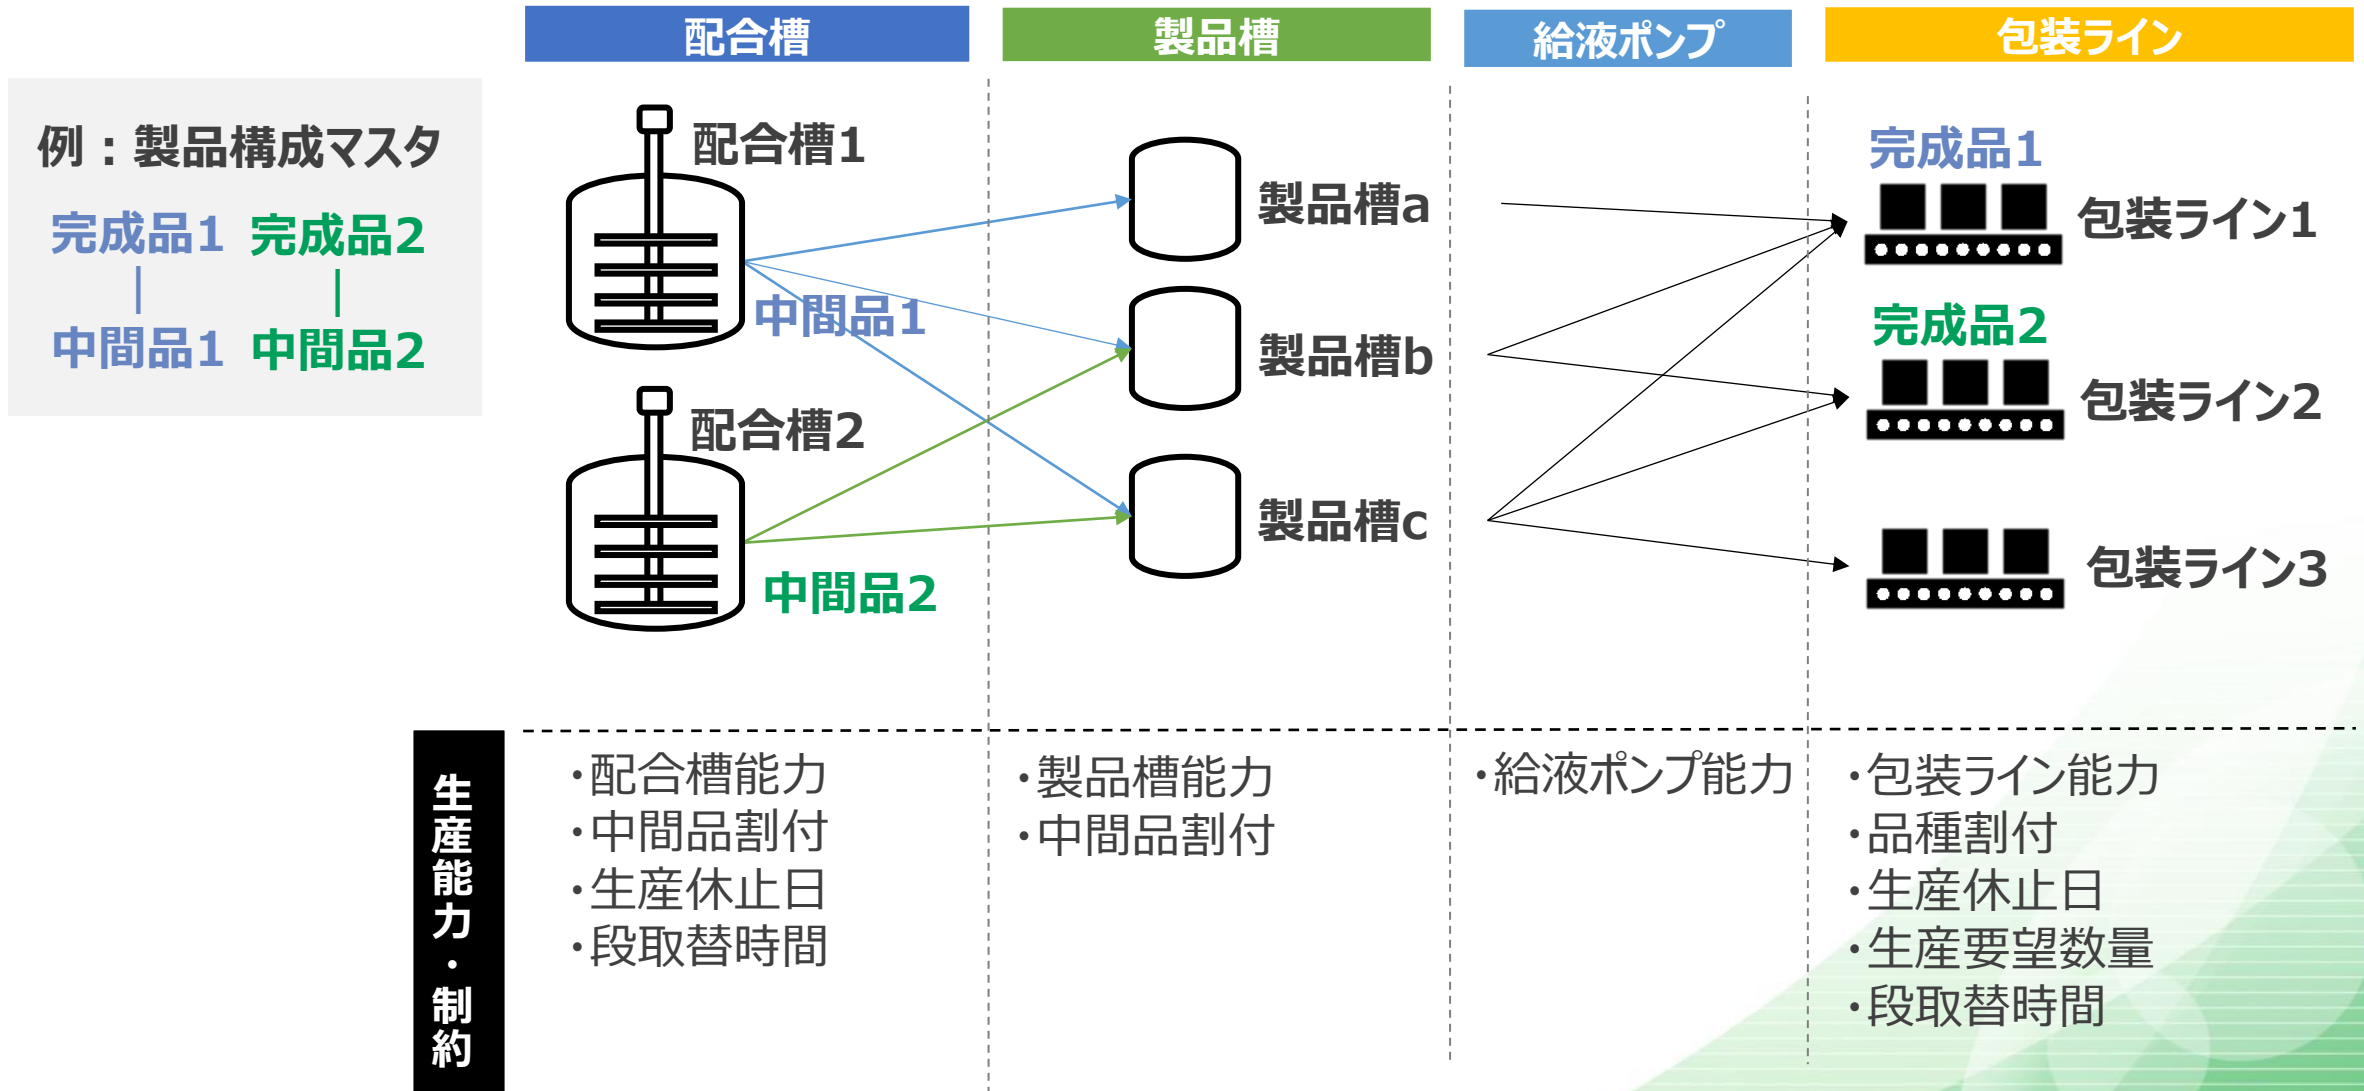 配合槽
製品槽
給液ポンプ
包装ライン
例：製品構成マスタ
完成品1 完成品2
中間品1 中間品2
配合槽1
中間品1
配合槽2
中間品2
製品槽a
製品槽b
製品槽c
完成品1
包装ライン1
完成品2
包装ライン2
包装ライン3
生産能力・制約
・配合槽能力
・中間品割付
・生産休止日
・段取替時間
・製品槽能力
・中間品割付
・給液ポンプ能力
・包装ライン能力
・品種割付
・生産休止日
・生産要望数量
・段取替時間